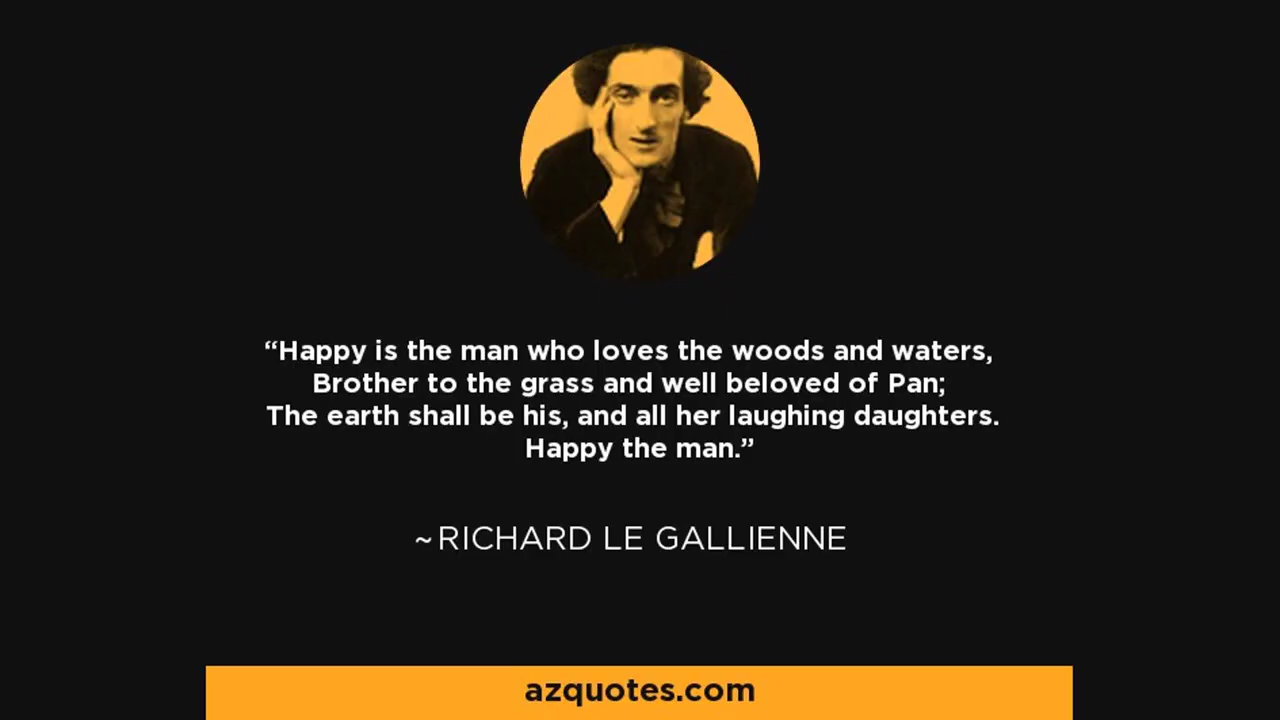 “Happy is the man who loves the woods and waters,
Brother to the grass and well beloved of Pan;
The earth shall be his, and all her laughing daughters.
Happy the man.”
~RICHARD LE GALLIENNE
azquotes.com